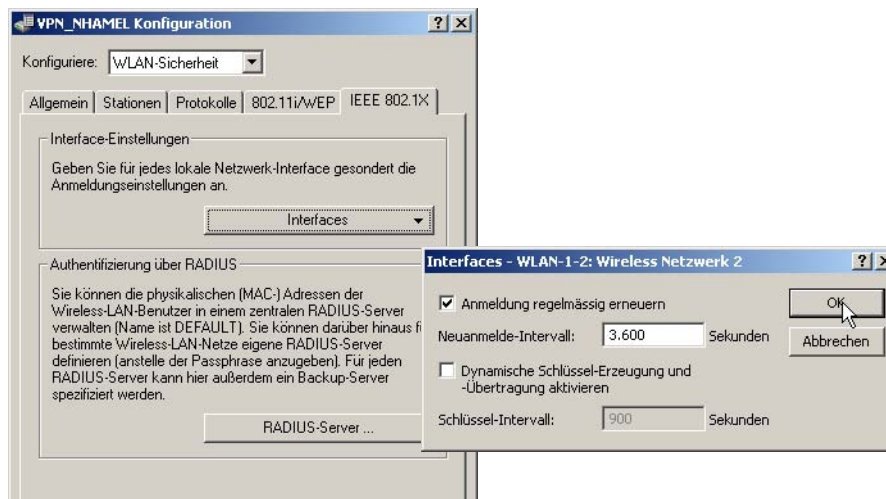 VPN_NHAMEL Konfiguration
Konfiguriere: WLAN-Sicherheit
Allgemein Stationen Protokolle 802.11i/WEP IEEE 802.1X
Interface-Einstellungen
Geben Sie für jedes lokale Netzwerk-Interface gesondert die
Anmeldungseinstellungen an.
Interfaces
Authentifizierung über RADIUS
Sie können die physikalischen (MAC-) Adressen der
Wireless-LAN-Benutzer in einem zentralen RADIUS-Server
verwalten (Name ist DEFAULT). Sie können darüber hinaus
bestimmte Wireless-LAN-Netze eigene RADIUS-Server
definieren (anstelle der Passphrase anzugeben). Für jeden
RADIUS-Server kann hier außerdem ein Backup-Server
spezifiziert werden.
RADIUS-Server ...
Interfaces - WLAN-1-2: Wireless Netzwerk 2
Anmeldung regelmässig erneuern
Neuanmelde-Intervall: 3.600 Sekunden
Dynamische Schlüssel-Erzeugung und
-Übertragung aktivieren
Schlüssel-Intervall: 900 Sekunden
OK
Abbrechen